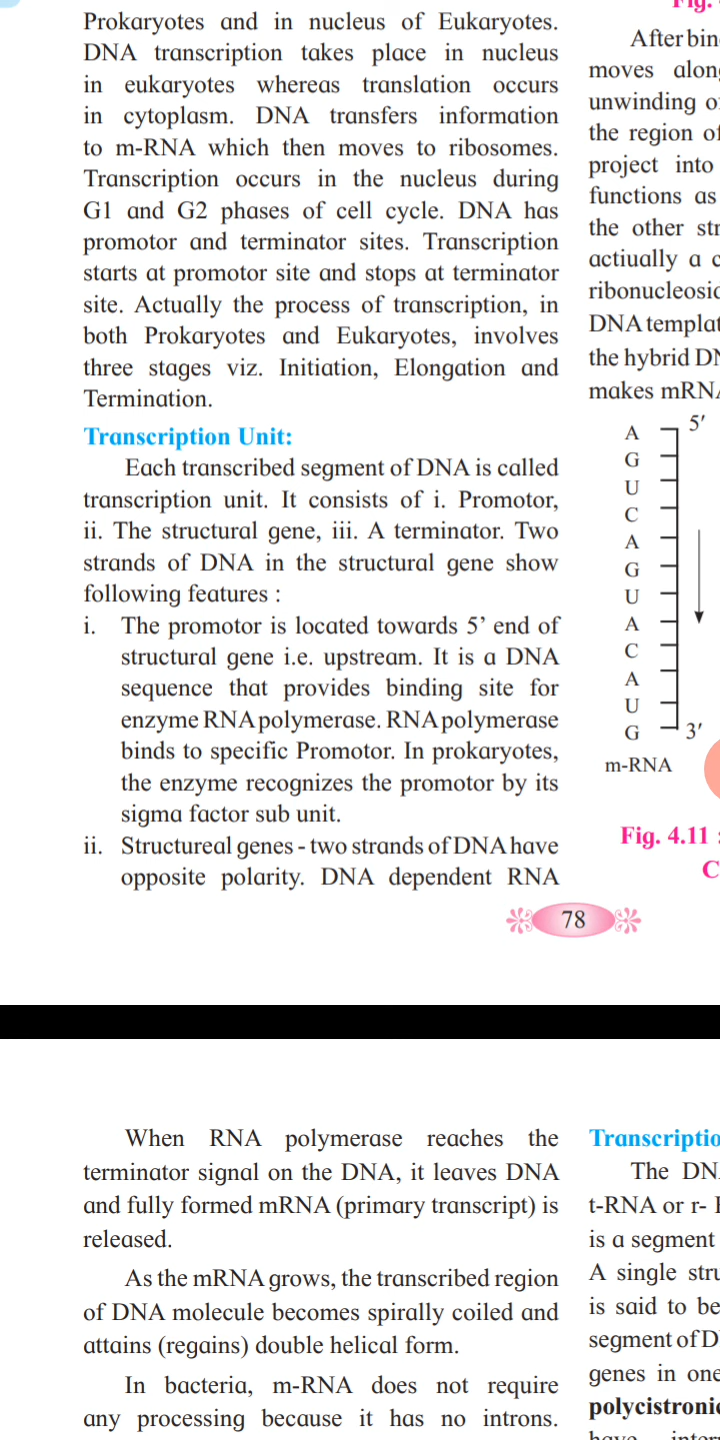 Prokaryotes and in nucleus of Eukaryotes.
DNA transcription takes place in nucleus
in eukaryotes whereas translation occurs
in cytoplasm. DNA transfers information
to m-RNA which then moves to ribosomes.
Transcription occurs in the nucleus during
G1 and G2 phases of cell cycle. DNA has
promotor and terminator sites. Transcription
starts at promotor site and stops at terminator
site. Actually the process of transcription, in
both Prokaryotes and Eukaryotes, involves
three stages viz. Initiation, Elongation and
Termination.
Transcription Unit:
Each transcribed segment of DNA is called
transcription unit. It consists of i. Promotor,
ii. The structural gene, iii. A terminator. Two
strands of DNA in the structural gene show
following features :
i. The promotor is located towards 5’ end of
structural gene i.e. upstream. It is a DNA
sequence that provides binding site for
enzyme RNA polymerase. RNA polymerase
binds to specific Promotor. In prokaryotes,
the enzyme recognizes the promotor by its
sigma factor sub unit.
ii. Structureal genes - two strands of DNA have
opposite polarity. DNA dependent RNA
Fig.
After bin
moves
unwinding
the region
project into
functions as
the other
actiually a
DNA
the hybrid
makes
5′
A
G
U
C
A
G
U
A
C
A
U
G
3′
m-RNA
Fig. 4.11 :
C
78
When RNA polymerase reaches the
terminator signal on the DNA, it leaves DNA
and fully formed mRNA (primary transcript) is
released.
As the mRNA grows, the transcribed region
of DNA molecule becomes spirally coiled and
attains (regains) double helical form.
In bacteria, m-RNA does not require
any processing because it has no introns.
Transcriptio
The
t-RNA or r-
is a segment
A single
is said to be
segment of
genes in one